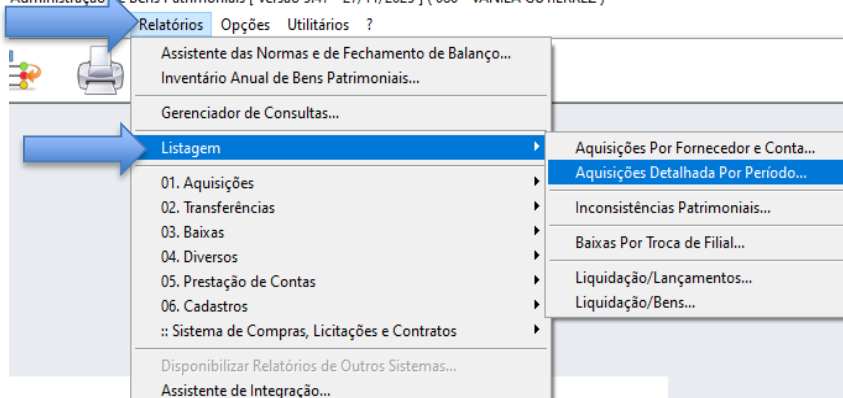 Relatórios Opções Utilitários ?
Assistente das Normas e de Fechamento de Balanço...
Inventário Anual de Bens Patrimoniais...
Gerenciador de Consultas...
Listagem
Aquisições Por Fornecedor e Conta...
Aquisições Detalhada Por Período...
01. Aquisições
02. Transferências
Inconsistências Patrimoniais...
03. Baixas
Baixas Por Troca de Filial...
04. Diversos
05. Prestação de Contas
Liquidação/Lançamentos...
06. Cadastros
Liquidação/Bens...
:: Sistema de Compras, Licitações e Contratos
Disponibilizar Relatórios de Outros Sistemas...
Assistente de Integração...